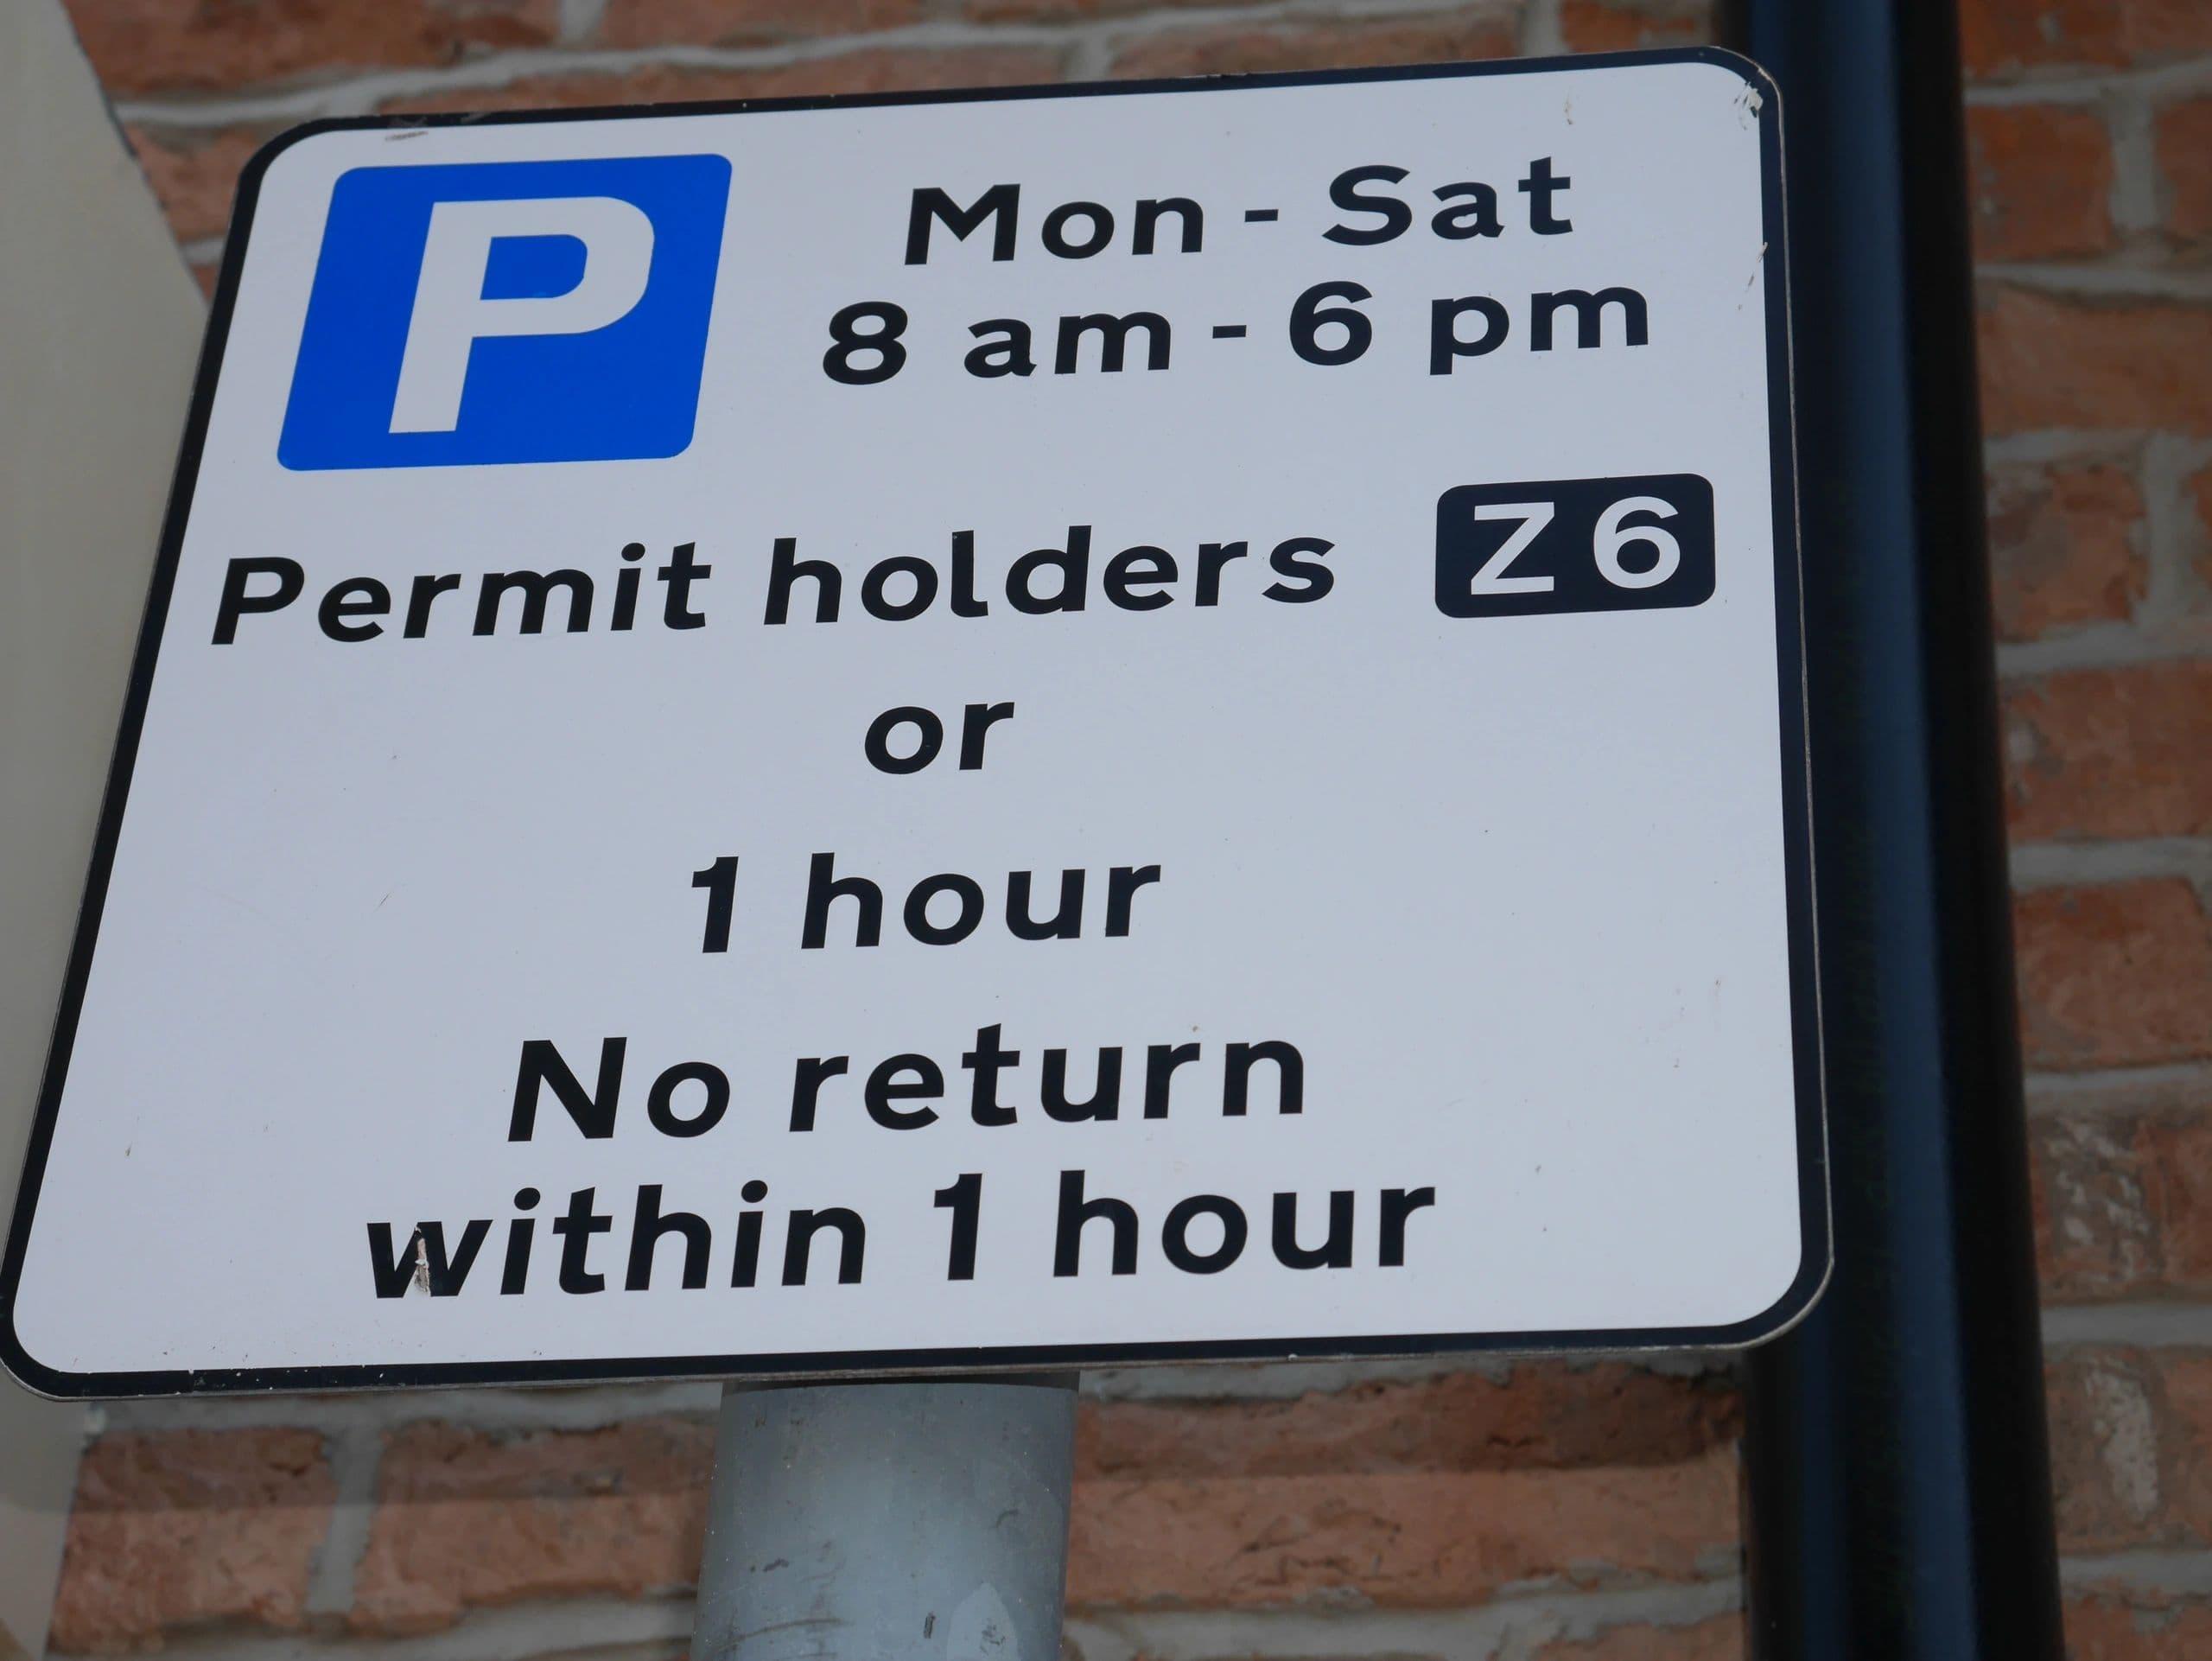 P
Mon - Sat
8 am - 6 pm
Permit holders Z6
or
1 hour
No return
within 1 hour